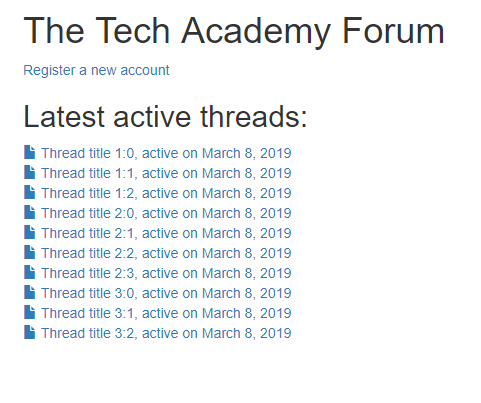 The Tech Academy Forum
Register a new account
Latest active threads:
Thread title 1:0, active on March 8, 2019
Thread title 1:1, active on March 8, 2019
Thread title 1:2, active on March 8, 2019
Thread title 2:0, active on March 8, 2019
Thread title 2:1, active on March 8, 2019
Thread title 2:2, active on March 8, 2019
Thread title 2:3, active on March 8, 2019
Thread title 3:0, active on March 8, 2019
Thread title 3:1, active on March 8, 2019
Thread title 3:2, active on March 8, 2019